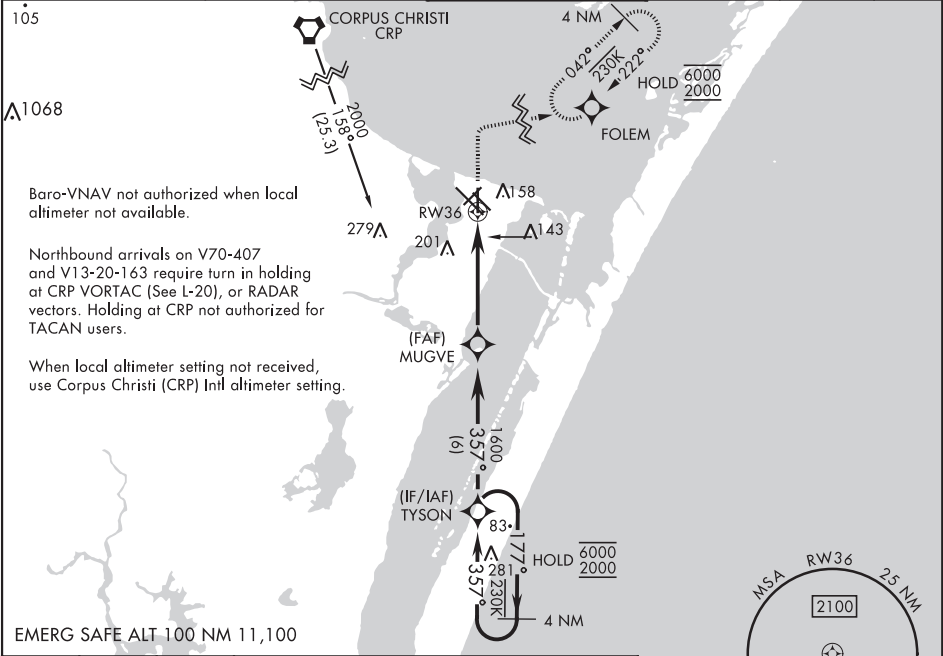 105
CORPUS CHRISTI
CRP
4 NM
042°
230K
222°
HOLD 6000
2000
FOLEM
1068
2000
158°
(25.3)
Baro-VNAV not authorized when local
altimeter not available.
158
RW36
279
201
143
Northbound arrivals on V70-407
and V13-20-163 require turn in holding
at CRP VORTAC (See L-20), or RADAR
vectors. Holding at CRP not authorized for
TACAN users.
(FAF)
MUGVE
When local altimeter setting not received,
use Corpus Christi (CRP) Intl altimeter setting.
1600
357°
(6)
(IF/IAF)
TYSON
83
177°
HOLD 6000
2000
281
357°
230K
4 NM
MSA RW36 25 NM
2100
EMERG SAFE ALT 100 NM 11,100